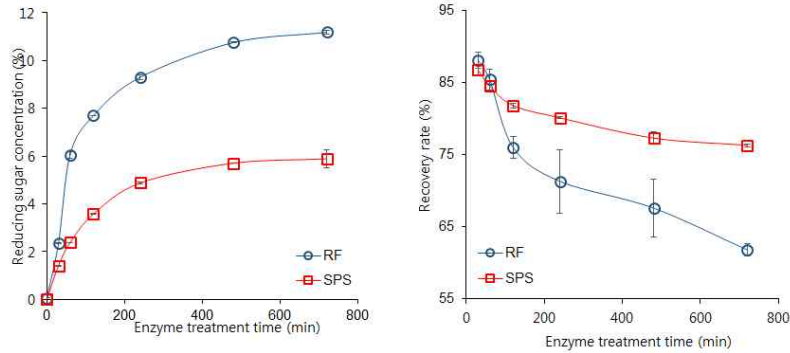 12
10
8
6
4
2
0
Reducing sugar concentration (%)
RF
SPS
0 200 400 600 800
Enzyme treatment time (min)
95
85
75
65
55
Recovery rate (%)
RF
SPS
0 200 400 600 800
Enzyme treatment time (min)